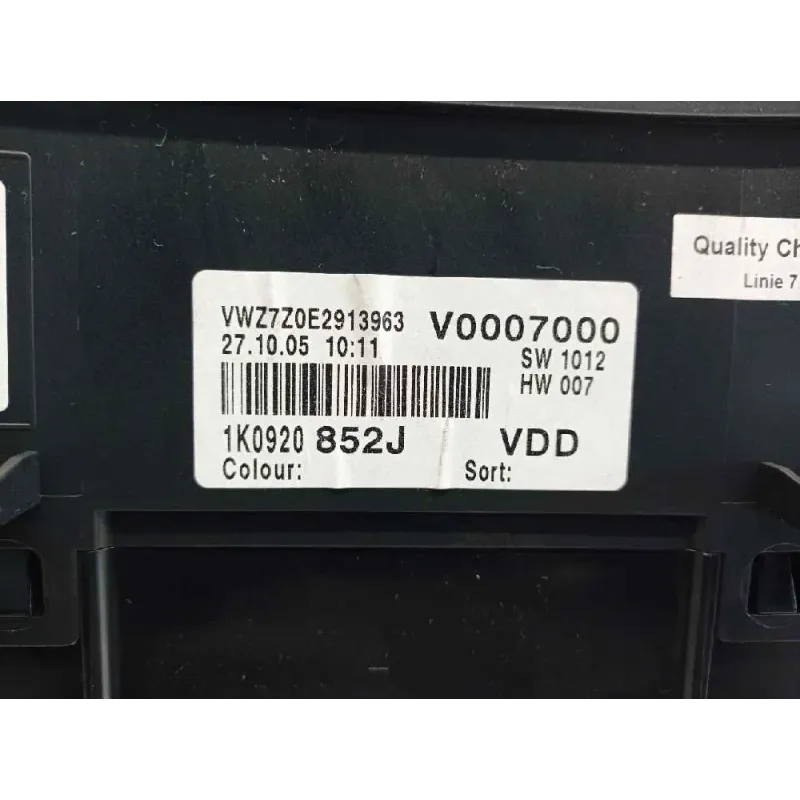 VWZ7Z0E2913963 V0007000
27.10.05 10:11 SW 1012
HW 007
1K0920 852J VDD
Colour: Sort:
Quality
Linie 7